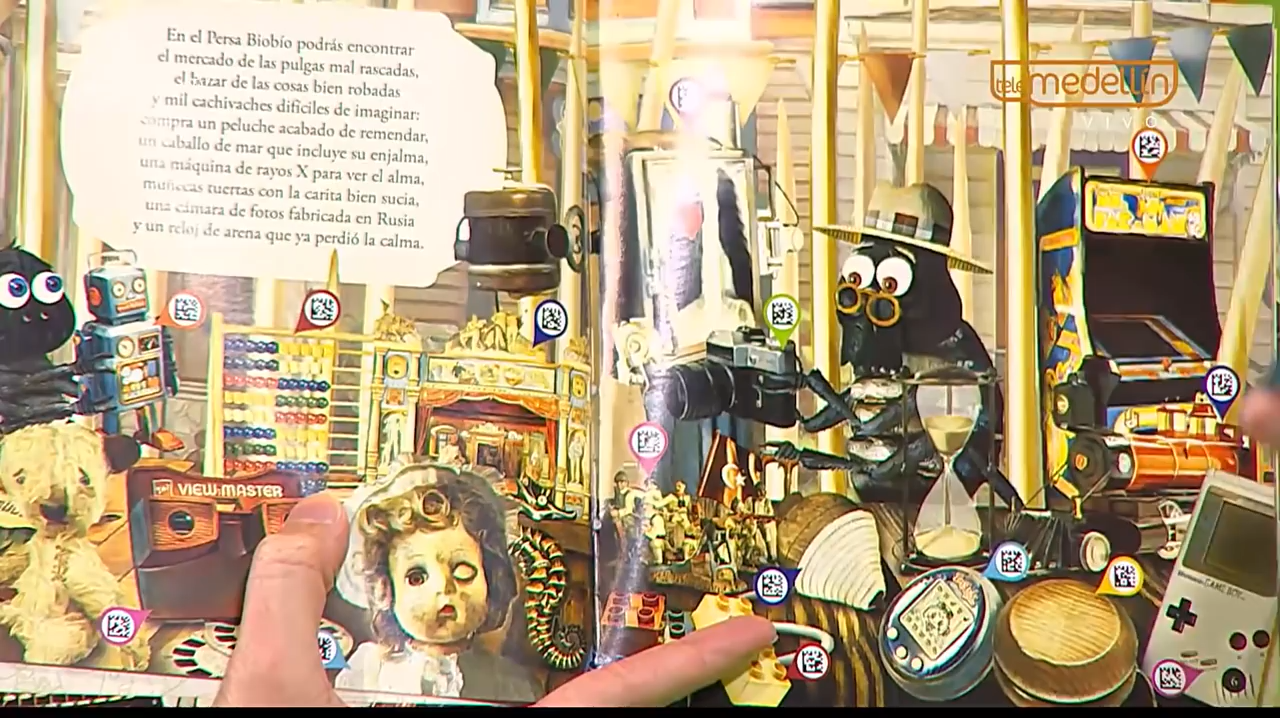 En el Persa Biobío podrás encontrar
el mercado de las pulgas mal rascadas,
el bazar de las cosas bien robadas
y mil cachivaches difíciles de imaginar:
compra un peluche acabado de remendar,
un caballo de mar que incluye su enjalma,
una máquina de rayos X para ver el alma,
muñecas tuertas con la carita bien sucia,
una cámara de fotos fabricada en Rusia
y un reloj de arena que ya perdió la calma.
telemedellín
VIVO
VIEW-MASTER
GAME BOY
6